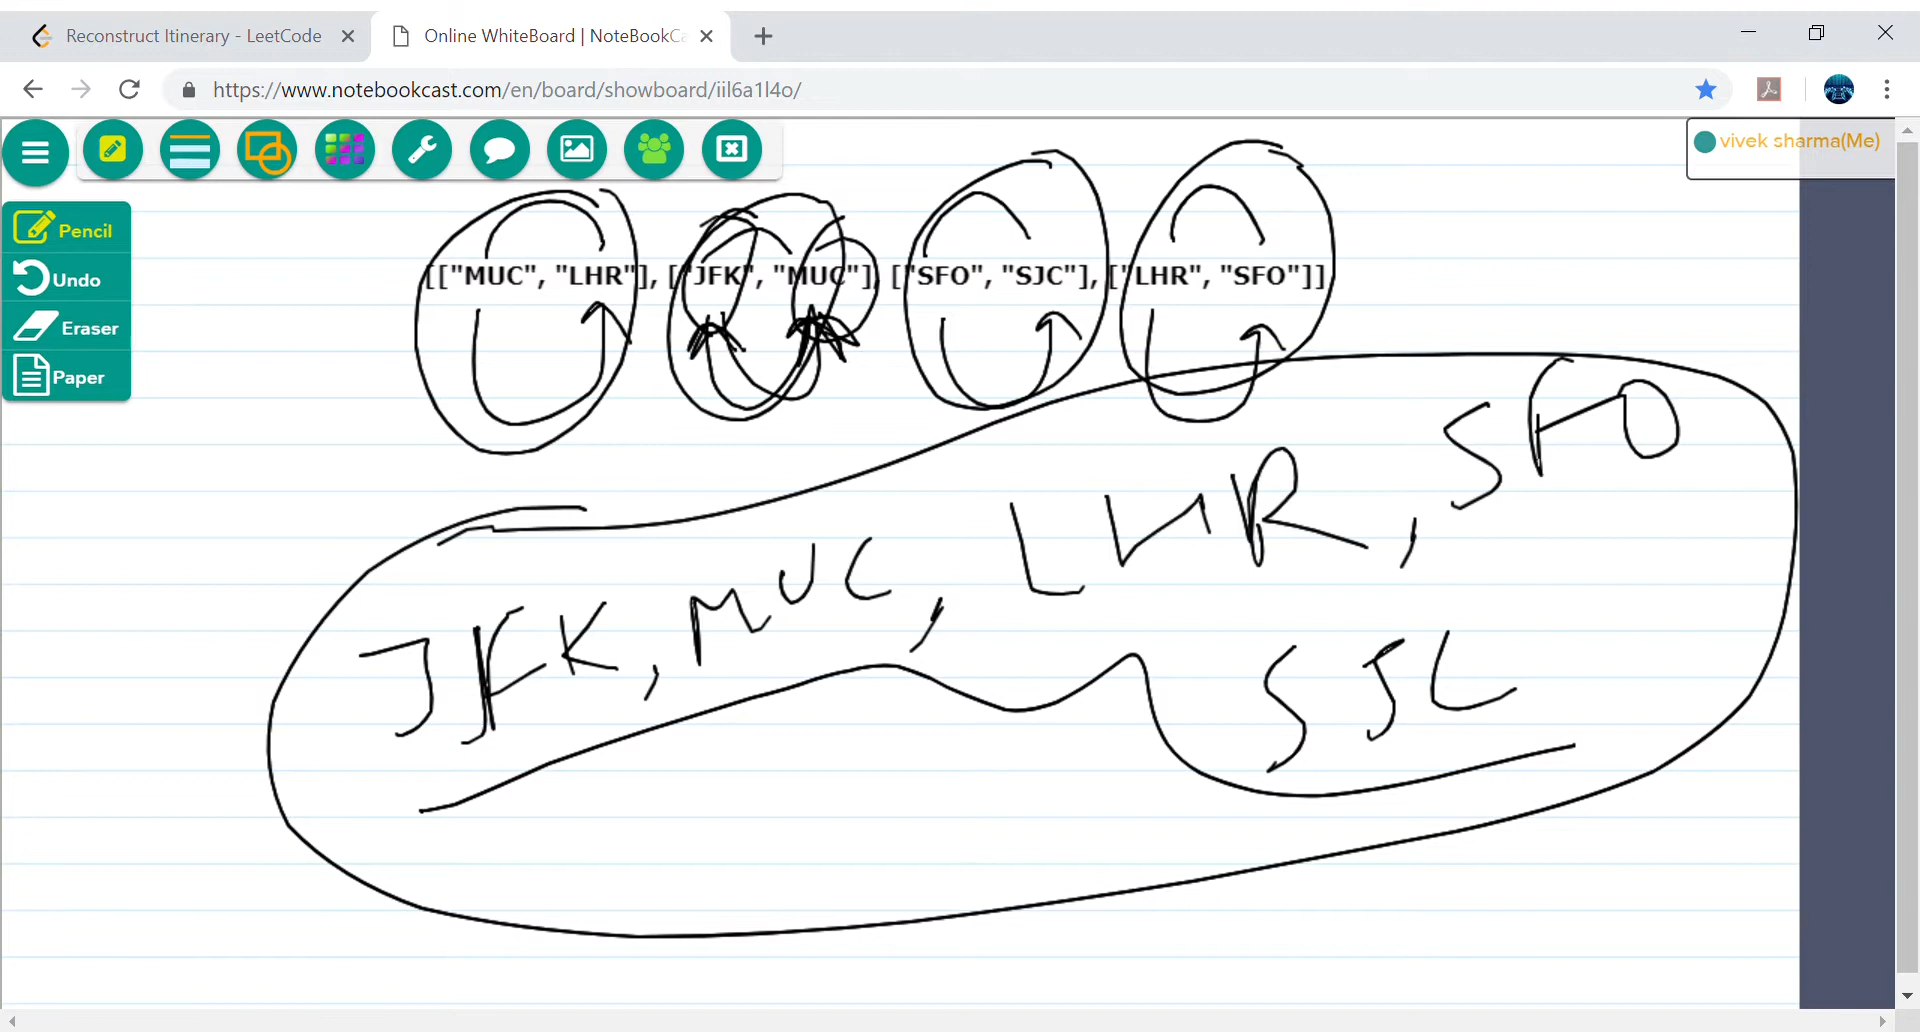 Reconstruct Itinerary - LeetCode
Online WhiteBoard | NoteBookCa
https://www.notebookcast.com/en/board/showboard/iil6a1l4o/
vivek sharma(Me)
Pencil
Undo
Eraser
Paper
[["MUC", "LHR"], ["JFK", "MUC"], ["SFO", "SJC"], ["LHR", "SFO"]]
JFK, MUC, LHR, SFO
SJC